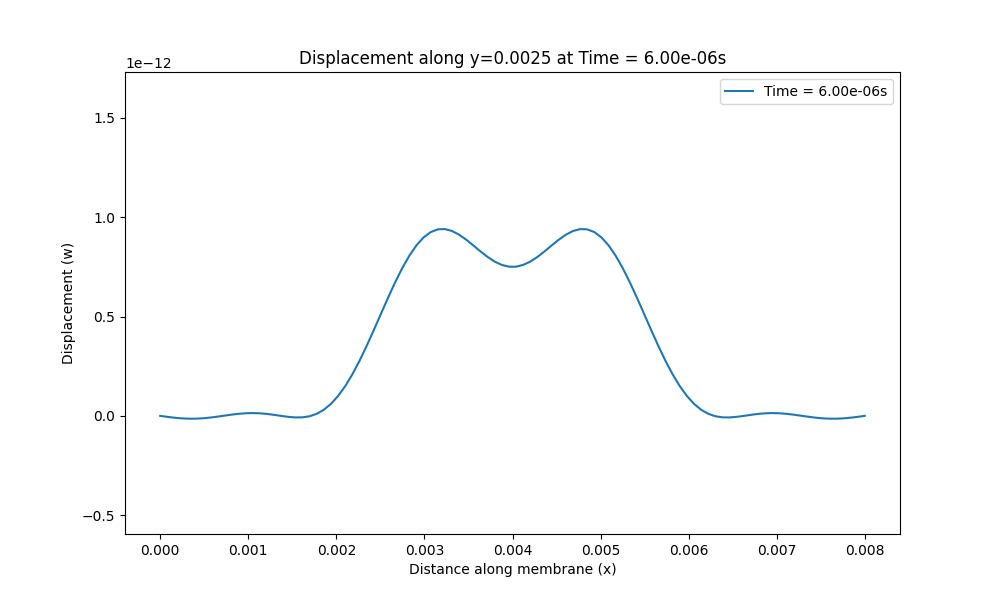 Displacement along y=0.0025 at Time = 6.00e-06s
1e−12
Time = 6.00e-06s
1.5
1.0
0.5
0.0
−0.5
Displacement (w)
0.000 0.001 0.002 0.003 0.004 0.005 0.006 0.007 0.008
Distance along membrane (x)